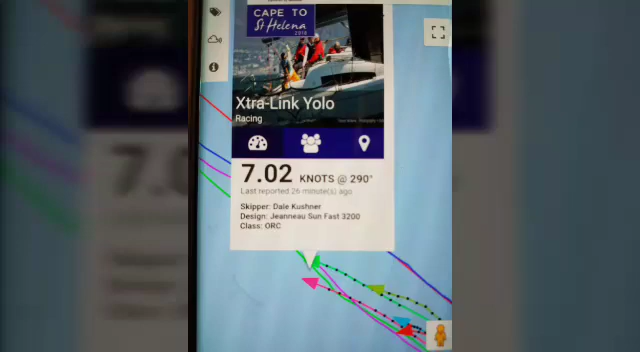 CAPE TO
St Helena
2018
Xtra-Link Yolo
Racing
7.02 KNOTS @ 290°
Last reported 26 minute(s) ago
Skipper: Dale Kushner
Design: Jeanneau Sun Fast 3200
Class: ORC